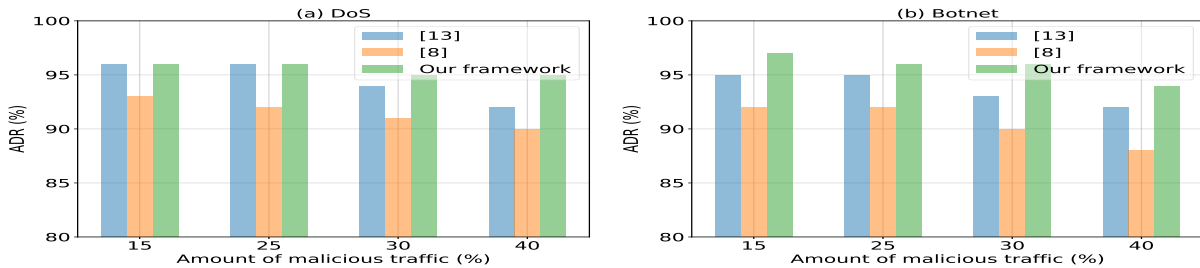 (a) DoS
100
95
90
85
80
ADR (%)
[13]
[8]
Our framework
15 25 30 40
Amount of malicious traffic (%)
(b) Botnet
100
95
90
85
80
ADR (%)
[13]
[8]
Our framework
15 25 30 40
Amount of malicious traffic (%)